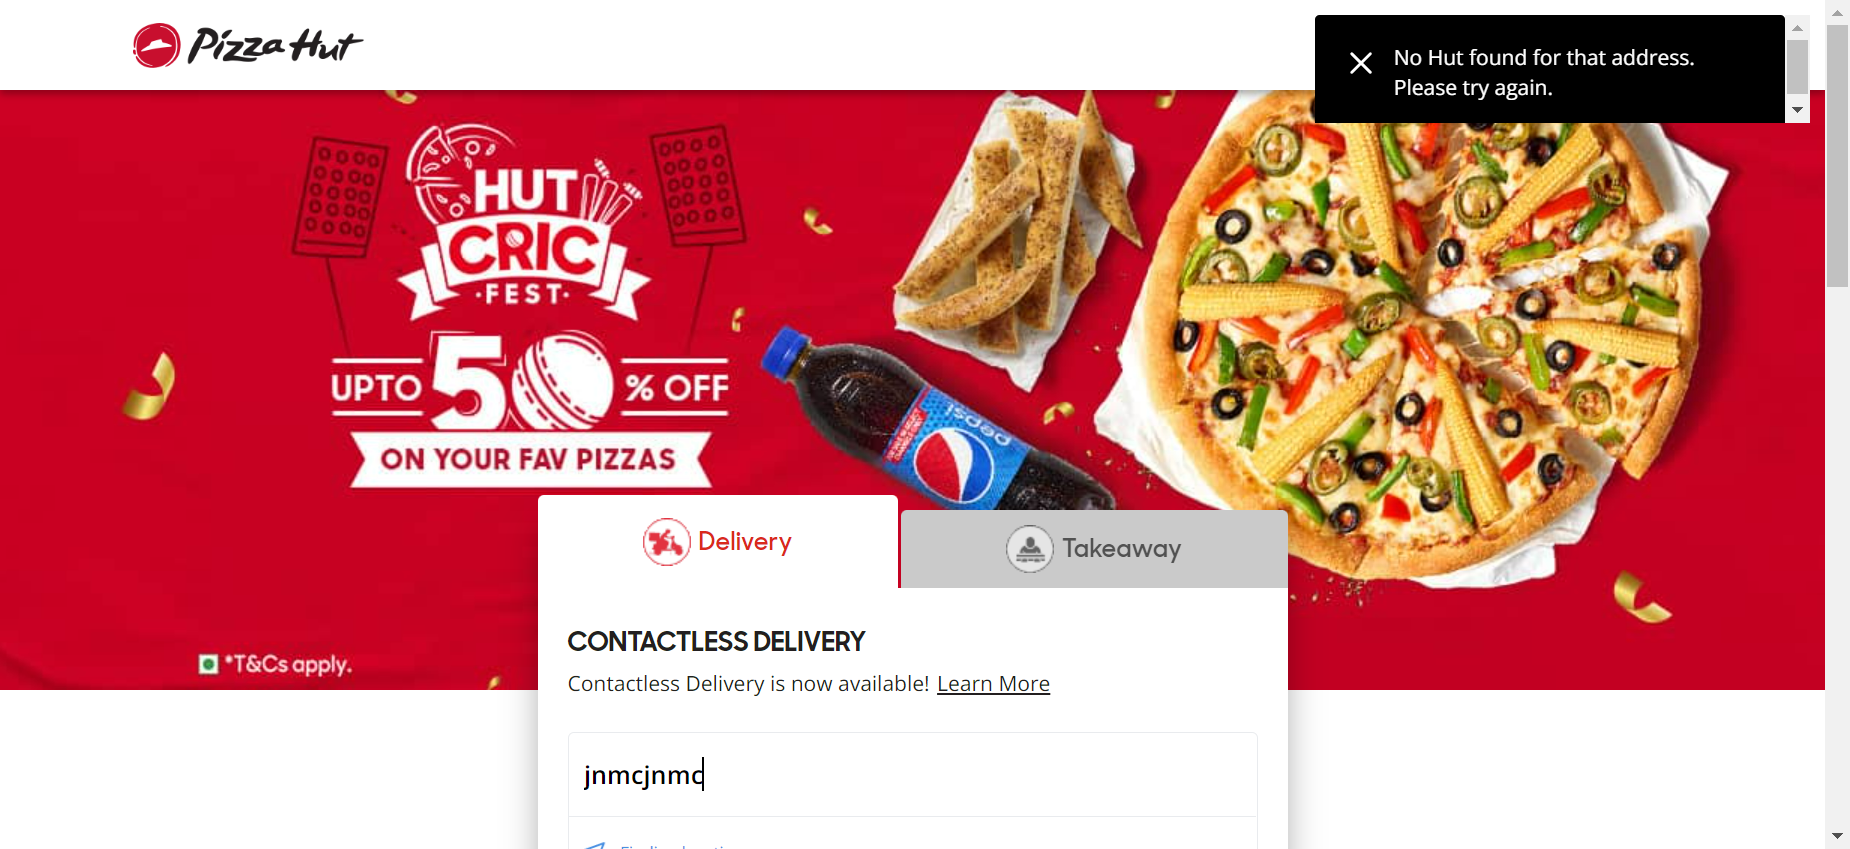 Pizza Hut
No Hut found for that address.
Please try again.
HUT
CRIC
·FEST·
UPTO 50 % OFF
ON YOUR FAV PIZZAS
pepsi
Delivery
Takeaway
CONTACTLESS DELIVERY
*T&Cs apply.
Contactless Delivery is now available! Learn More
jnmcjnmc